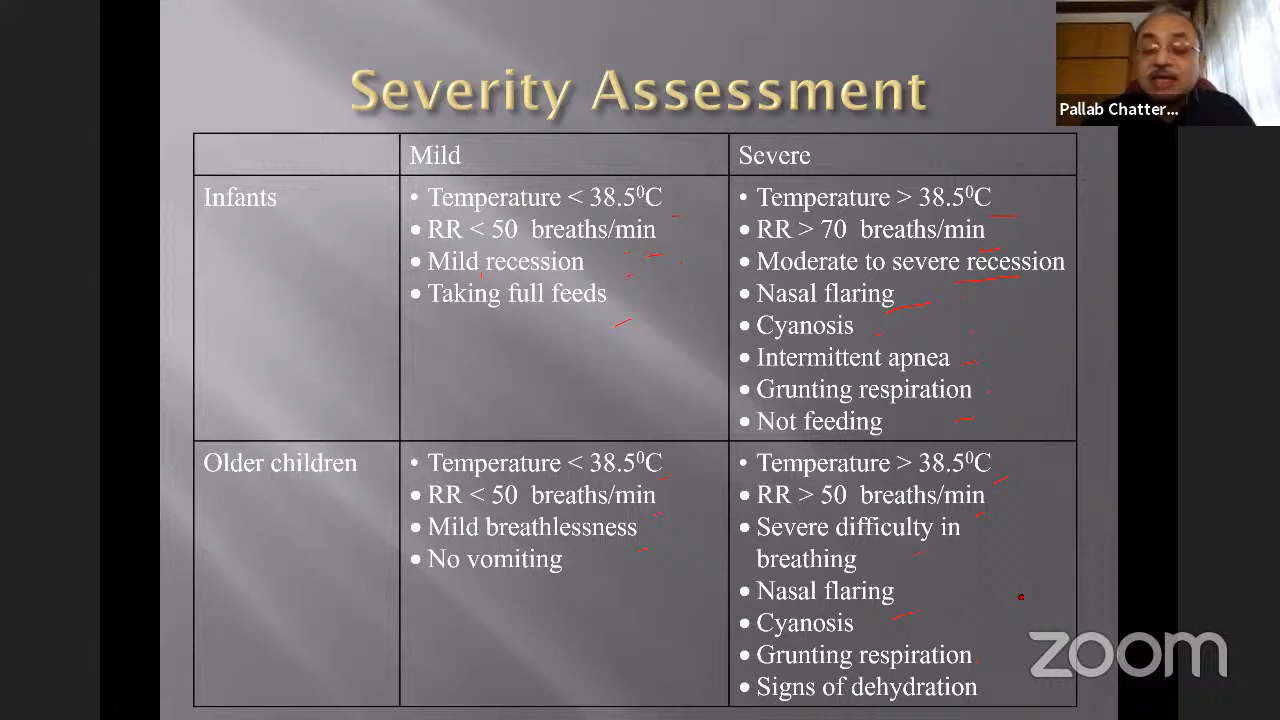 Severity Assessment
Pallab Chatter...
Mild
Severe
Infants
• Temperature < 38.5⁰C
• RR < 50 breaths/min
• Mild recession
• Taking full feeds
• Temperature > 38.5⁰C
• RR > 70 breaths/min
• Moderate to severe recession
• Nasal flaring
• Cyanosis
• Intermittent apnea
• Grunting respiration
• Not feeding
Older children
• Temperature < 38.5⁰C
• RR < 50 breaths/min
• Mild breathlessness
• No vomiting
• Temperature > 38.5⁰C
• RR > 50 breaths/min
• Severe difficulty in
breathing
• Nasal flaring
• Cyanosis
• Grunting respiration
• Signs of dehydration
zoom